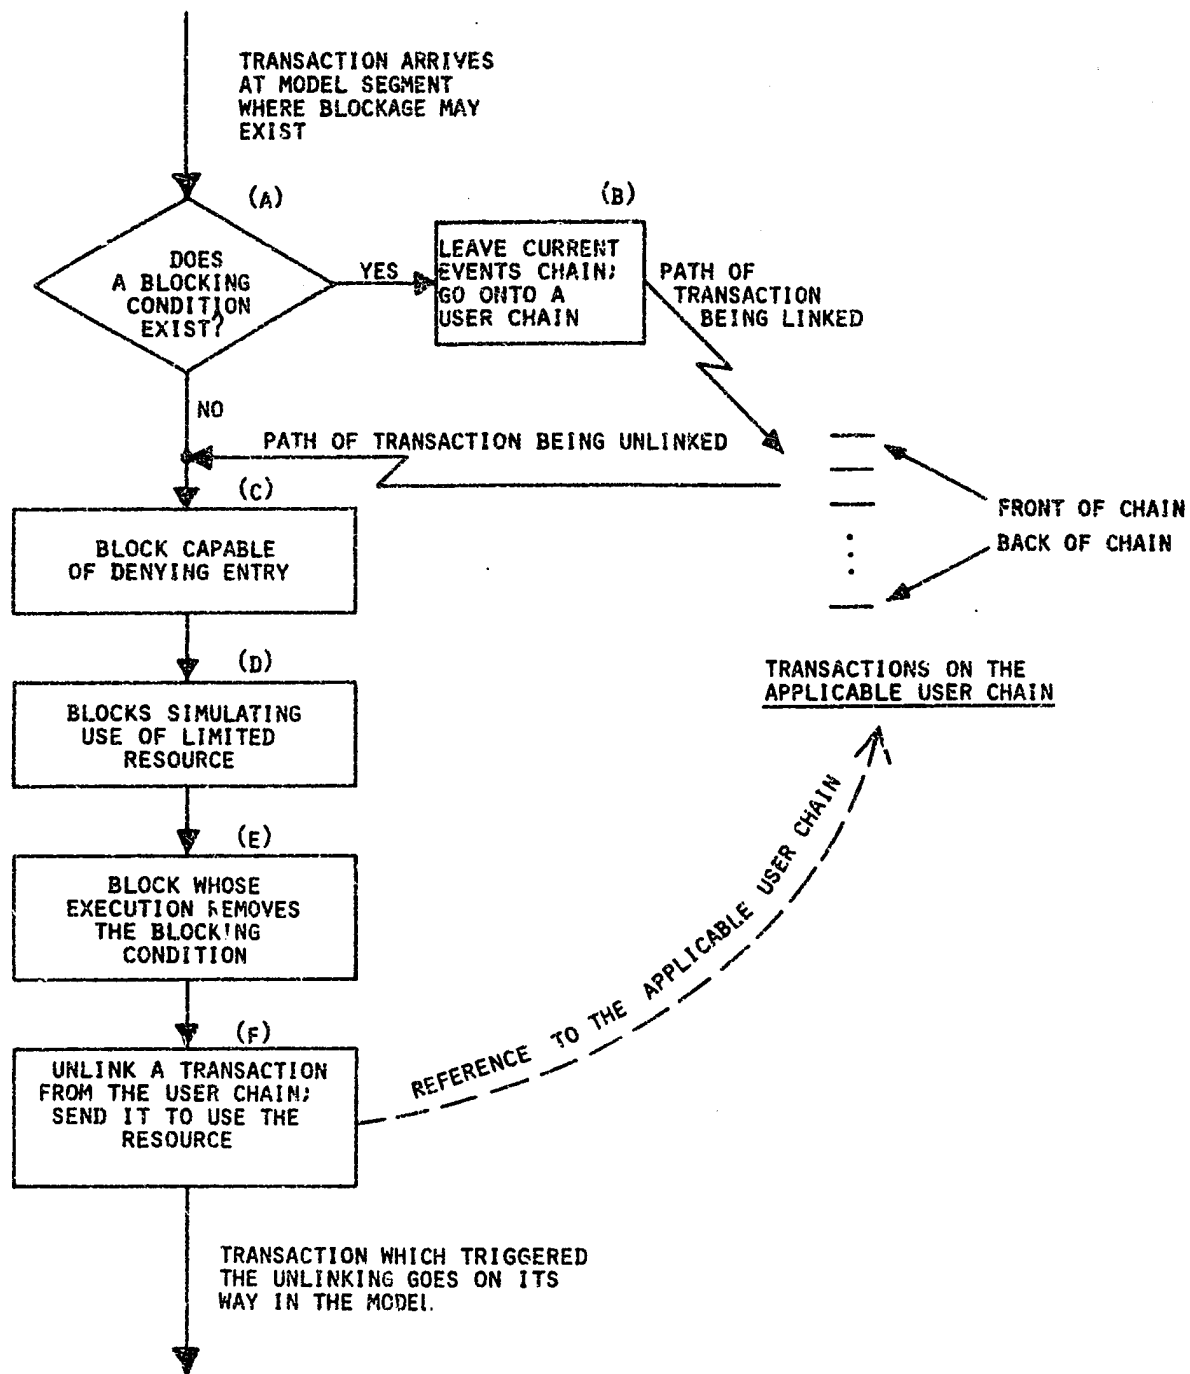 TRANSACTION ARRIVES
AT MODEL SEGMENT
WHERE BLOCKAGE MAY
EXIST
(A)
DOES
A BLOCKING
CONDITION
EXIST?
YES
(B)
LEAVE CURRENT
EVENTS CHAIN;
GO ONTO A
USER CHAIN
PATH OF
TRANSACTION
BEING LINKED
NO
PATH OF TRANSACTION BEING UNLINKED
FRONT OF CHAIN
BACK OF CHAIN
TRANSACTIONS ON THE
APPLICABLE USER CHAIN
(C)
BLOCK CAPABLE
OF DENYING ENTRY
(D)
BLOCKS SIMULATING
USE OF LIMITED
RESOURCE
(E)
BLOCK WHOSE
EXECUTION REMOVES
THE BLOCKING
CONDITION
(F)
UNLINK A TRANSACTION
FROM THE USER CHAIN;
SEND IT TO USE THE
RESOURCE
REFERENCE TO THE APPLICABLE USER CHAIN
TRANSACTION WHICH TRIGGERED
THE UNLINKING GOES ON ITS
WAY IN THE MODEL.